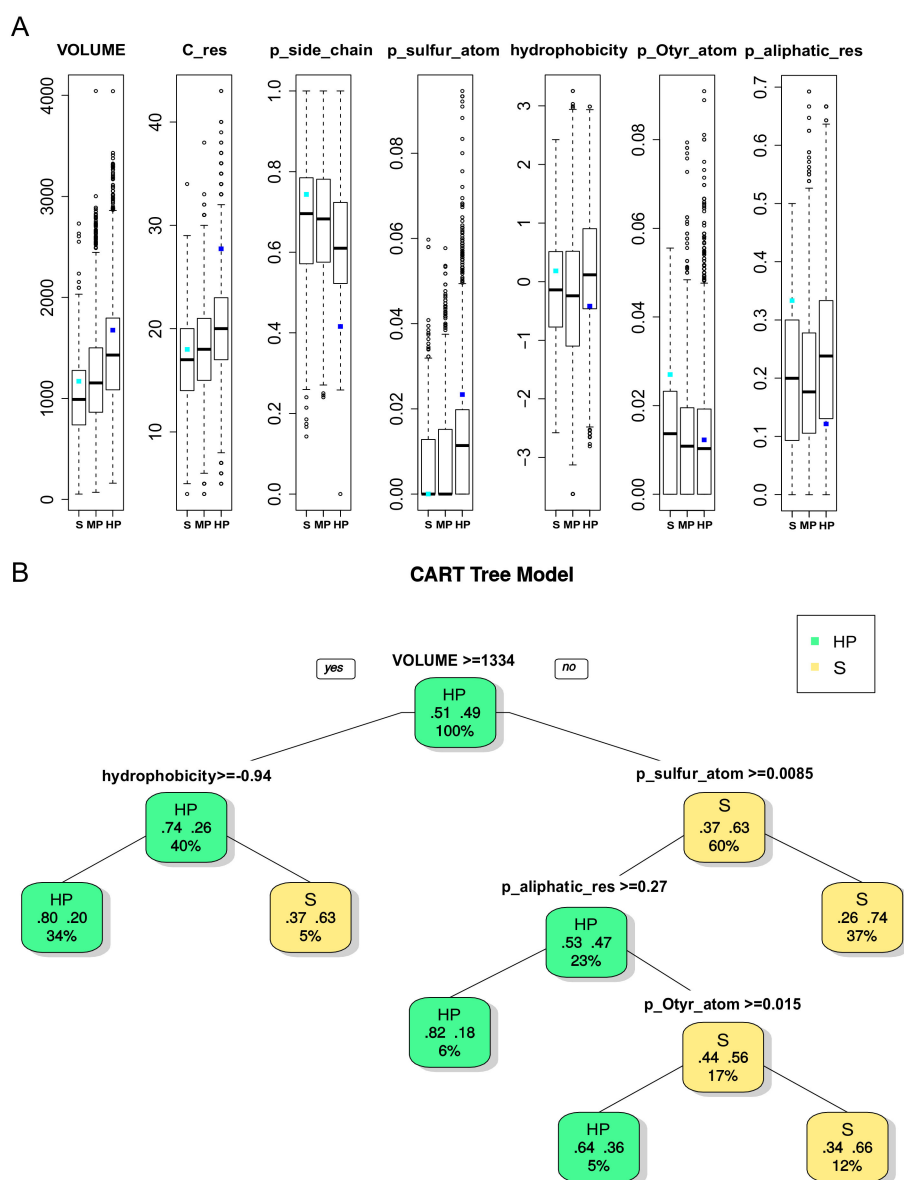 A
VOLUME C_res p_side_chain p_sulfur_atom hydrophobicity p_Otyr_atom p_aliphatic_res
0 1000 2000 3000 4000
S MP HP
10 20 30 40
S MP HP
0.0 0.2 0.4 0.6 0.8 1.0
S MP HP
0.00 0.02 0.04 0.06 0.08
S MP HP
−3 −2 −1 0 1 2 3
S MP HP
0.00 0.02 0.04 0.06 0.08
S MP HP
0.0 0.1 0.2 0.3 0.4 0.5 0.6 0.7
S MP HP
B
CART Tree Model
HP
S
yes VOLUME >=1334 no
HP
.51 .49
100%
hydrophobicity>=-0.94
HP
.74 .26
40%
p_sulfur_atom >=0.0085
S
.37 .63
60%
HP
.80 .20
34%
S
.37 .63
5%
p_aliphatic_res >=0.27
HP
.53 .47
23%
S
.26 .74
37%
HP
.82 .18
6%
p_Otyr_atom >=0.015
S
.44 .56
17%
HP
.64 .36
5%
S
.34 .66
12%